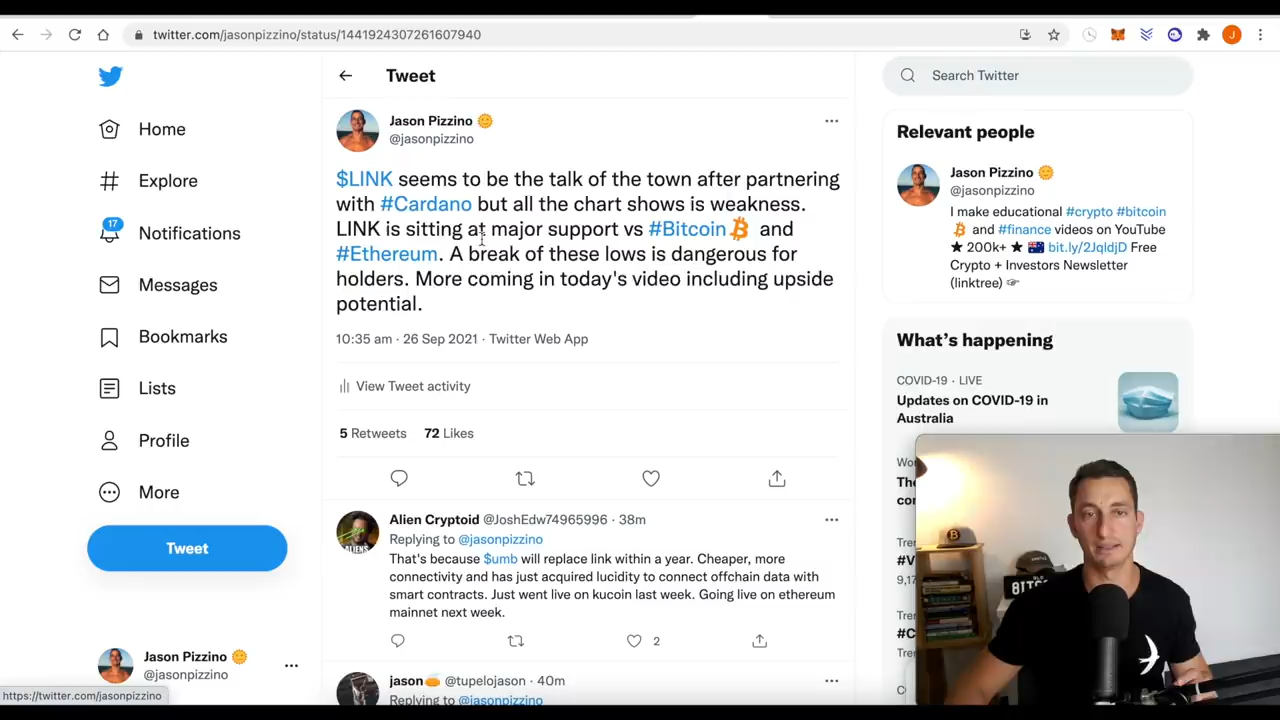 twitter.com/jasonpizzino/status/1441924307261607940
Home
Explore
17
Notifications
Messages
Bookmarks
Lists
Profile
More
Tweet
Jason Pizzino
@jasonpizzino
https://twitter.com/jasonpizzino
Tweet
Jason Pizzino
@jasonpizzino
$LINK seems to be the talk of the town after partnering
with #Cardano but all the chart shows is weakness.
LINK is sitting at major support vs #Bitcoin and
#Ethereum. A break of these lows is dangerous for
holders. More coming in today's video including upside
potential.
10:35 am · 26 Sep 2021 · Twitter Web App
View Tweet activity
5 Retweets 72 Likes
Alien Cryptoid @JoshEdw74965996 · 38m
Replying to @jasonpizzino
That's because $umb will replace link within a year. Cheaper, more
connectivity and has just acquired lucidity to connect offchain data with
smart contracts. Just went live on kucoin last week. Going live on ethereum
mainnet next week.
2
jason @tupelojason · 40m
Replying to @jasonpizzino
J
Search Twitter
Relevant people
Jason Pizzino
@jasonpizzino
I make educational #crypto #bitcoin
and #finance videos on YouTube
★ 200k+ ★ bit.ly/2JqldjD Free
Crypto + Investors Newsletter
(linktree)
What's happening
COVID-19 · LIVE
Updates on COVID-19 in
Australia